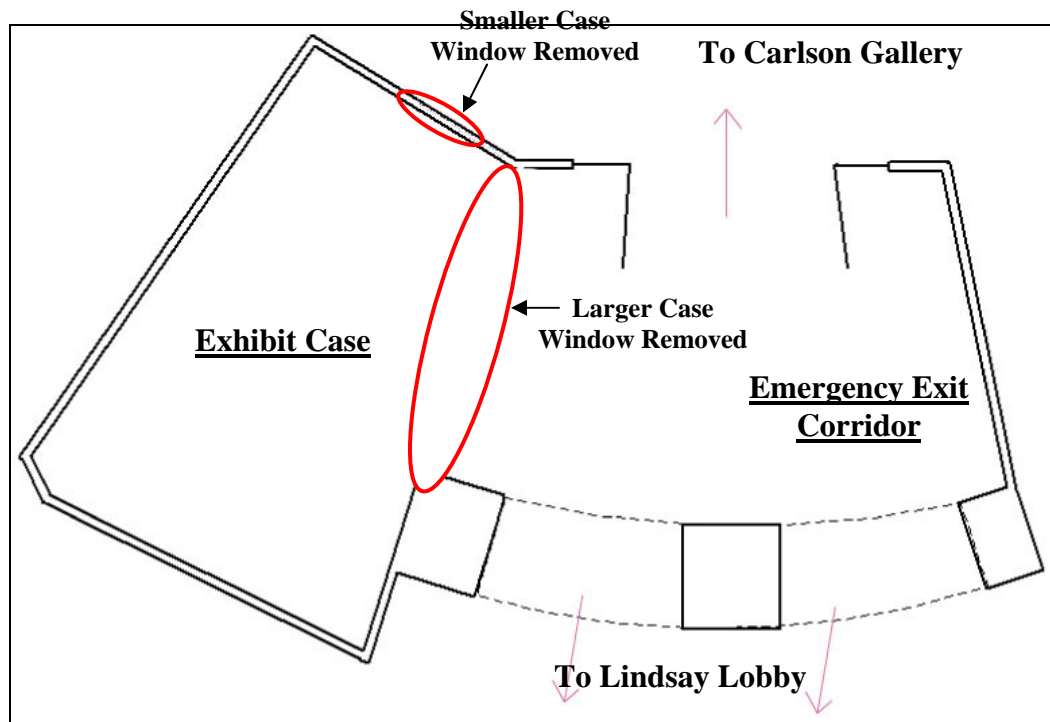 Smaller Case
Window Removed
To Carlson Gallery
Larger Case
Window Removed
Exhibit Case
Emergency Exit
Corridor
To Lindsay Lobby